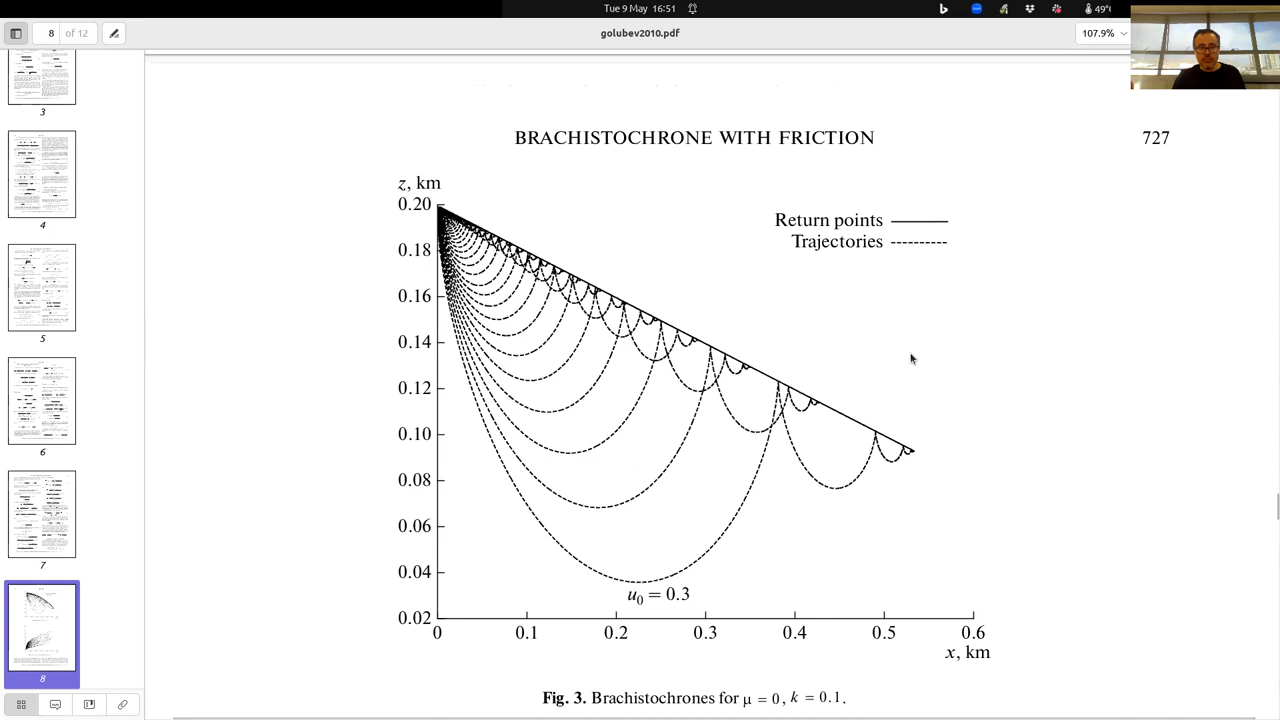 Tue 9 May 16:51
49°
8 of 12
golubev2010.pdf
107.9%
3
4
5
6
7
8
BRACHISTOCHRONE WITH FRICTION
727
z, km
0.20
0.18
0.16
0.14
0.12
0.10
0.08
0.06
0.04
0.02
Return points
Trajectories
u₀ = 0.3
0 0.1 0.2 0.3 0.4 0.5 0.6
x, km
Fig. 3. Brachistochrones for μ = 0, k = 0.1.